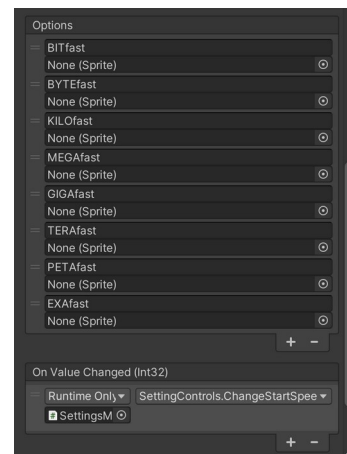 Options
BITfast
None (Sprite)
BYTEfast
None (Sprite)
KILOfast
None (Sprite)
MEGAfast
None (Sprite)
GIGAfast
None (Sprite)
TERAfast
None (Sprite)
PETAfast
None (Sprite)
EXAfast
None (Sprite)
+ -
On Value Changed (Int32)
Runtime Only SettingControls.ChangeStartSpee
# SettingsM
+ -